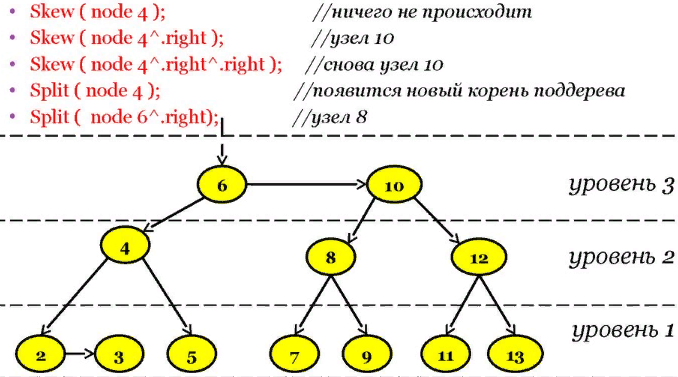 • Skew ( node 4 ); //ничего не происходит
• Skew ( node 4^.right ); //узел 10
• Skew ( node 4^.right^.right ); //снова узел 10
• Split ( node 4 ); //появится новый корень поддерева
• Split ( node 6^.right); //узел 8
6 10 уровень 3
4 8 12 уровень 2
2 3 5 7 9 11 13 уровень 1